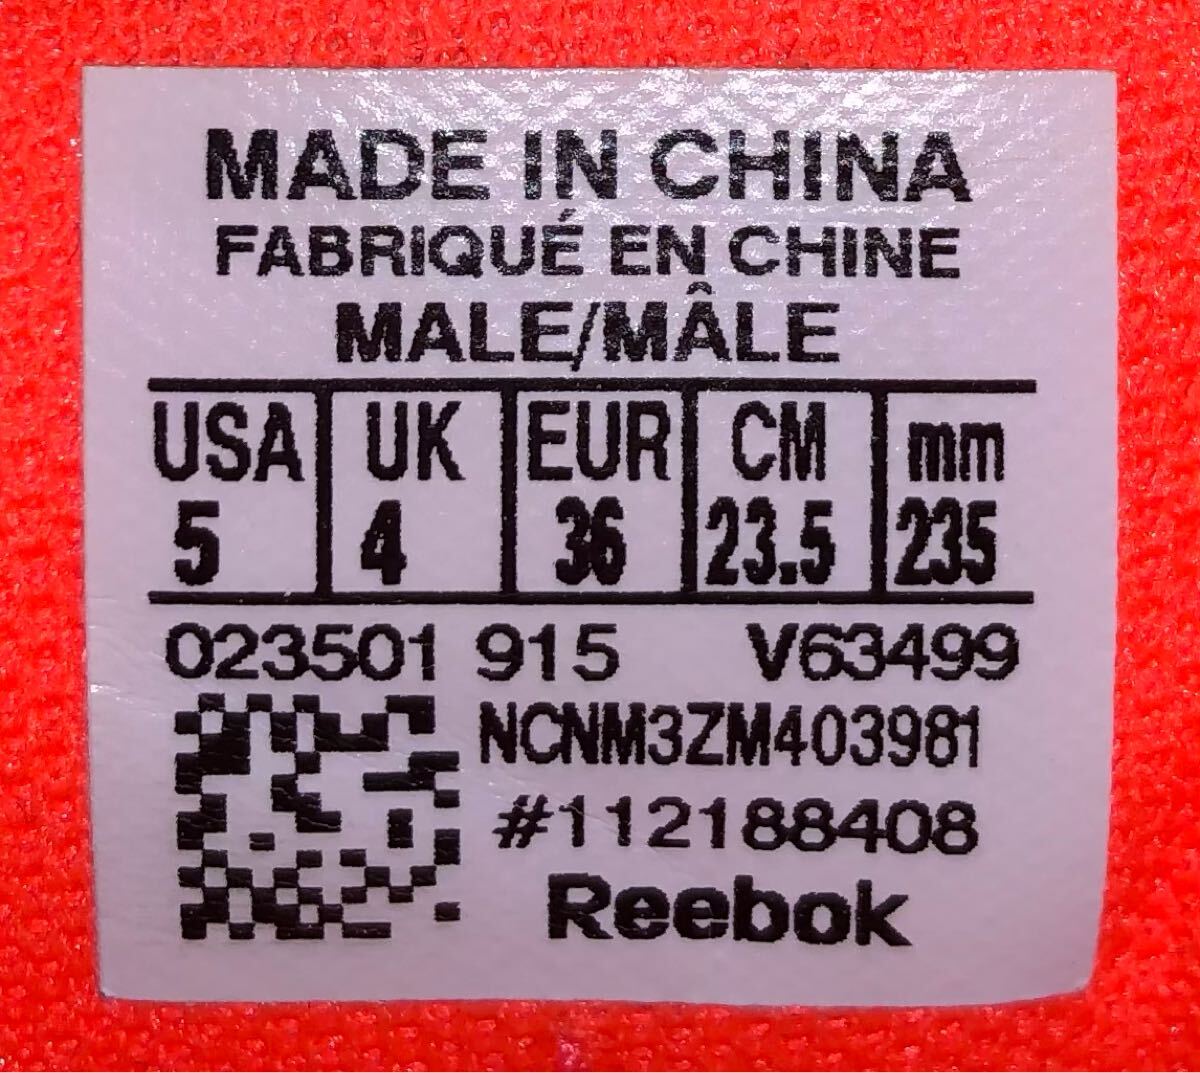 MADE IN CHINA
FABRIQUÉ EN CHINE
MALE/MÂLE
USA UK EUR CM mm
5 4 36 23.5 235
023501 915 V63499
NCNM3ZM403981
#112188408
Reebok